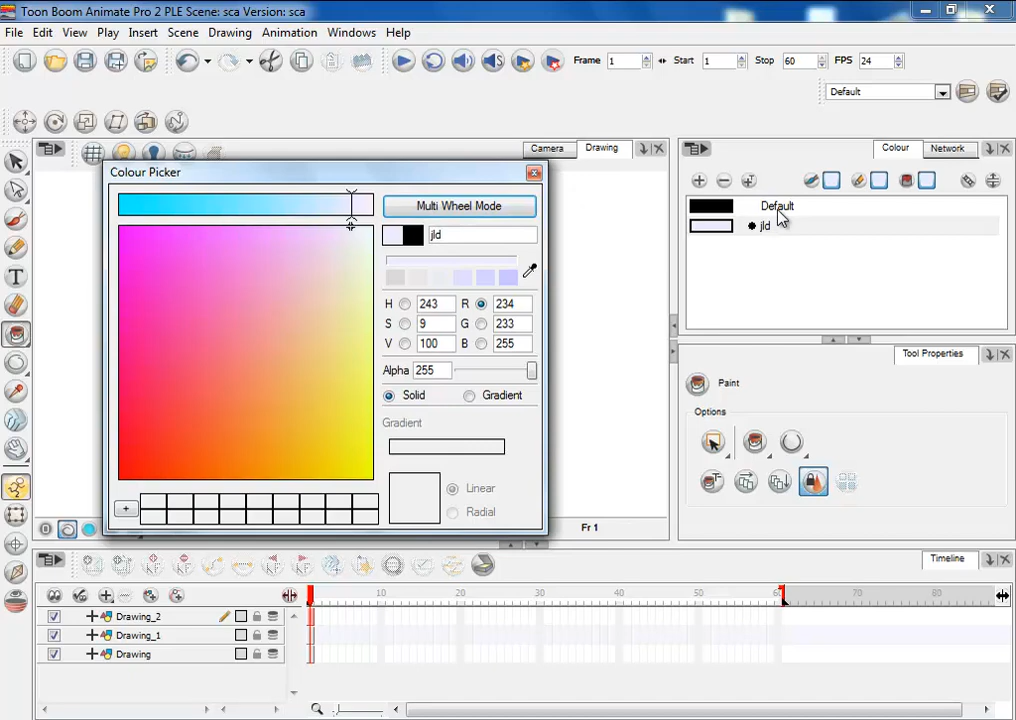 Toon Boom Animate Pro 2 PLE Scene: sca Version: sca
File Edit View Play Insert Scene Drawing Animation Windows Help
Frame 1 Start 1 Stop 60 FPS 24
Default
Camera Drawing
Colour Network
Colour Picker
Multi Wheel Mode
jld
H 243 R 234
S 9 G 233
V 100 B 255
Alpha 255
Solid Gradient
Gradient
Linear
Radial
+
Default
jld
Tool Properties
Paint
Options
Fr 1
Timeline
10 20 30 40 50 60 70 80
Drawing_2
Drawing_1
Drawing